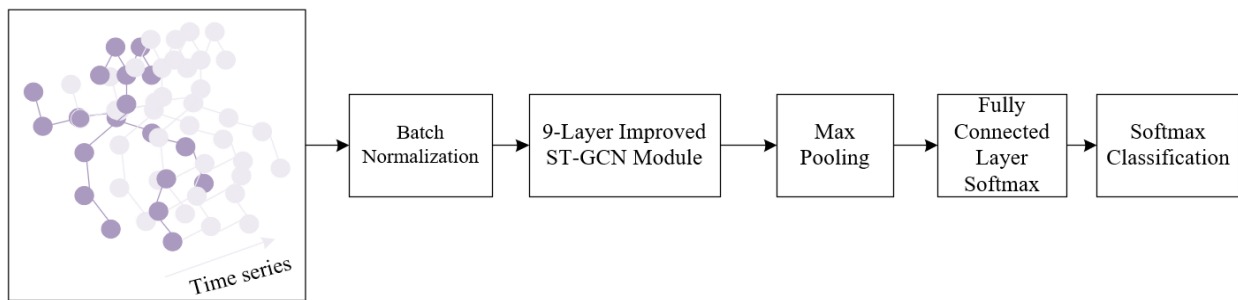 Time series
Batch
Normalization
9-Layer Improved
ST-GCN Module
Max
Pooling
Fully
Connected
Layer
Softmax
Softmax
Classification